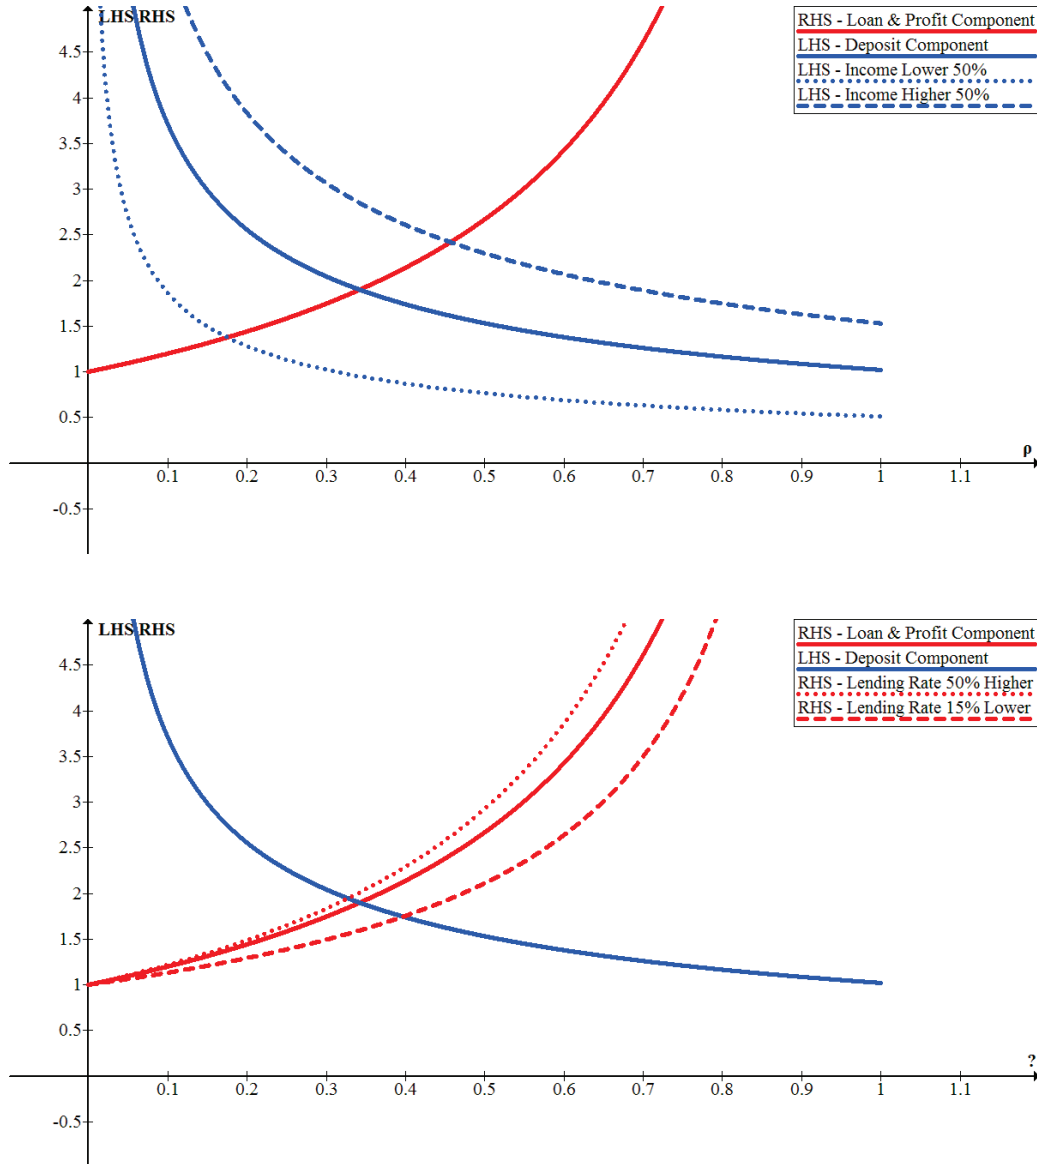 LHS RHS
RHS - Loan & Profit Component
LHS - Deposit Component
LHS - Income Lower 50%
LHS - Income Higher 50%
4.5
4
3.5
3
2.5
2
1.5
1
0.5
ρ
0.1 0.2 0.3 0.4 0.5 0.6 0.7 0.8 0.9 1 1.1
-0.5
LHS RHS
RHS - Loan & Profit Component
LHS - Deposit Component
RHS - Lending Rate 50% Higher
RHS - Lending Rate 15% Lower
4.5
4
3.5
3
2.5
2
1.5
1
0.5
?
0.1 0.2 0.3 0.4 0.5 0.6 0.7 0.8 0.9 1 1.1
-0.5